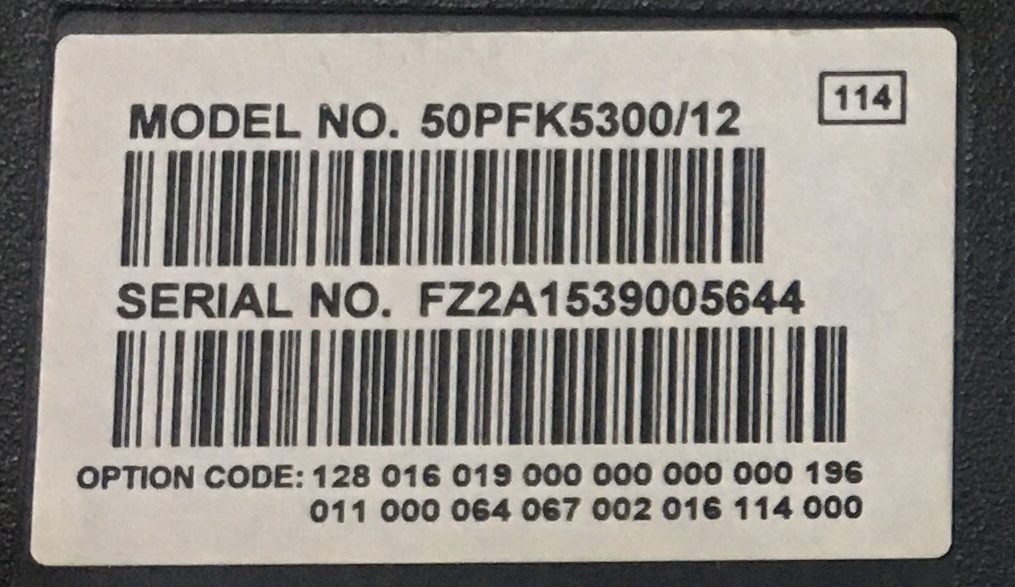 114
MODEL NO. 50PFK5300/12
SERIAL NO. FZ2A1539005644
OPTION CODE: 128 016 019 000 000 000 000 196
011 000 064 067 002 016 114 000